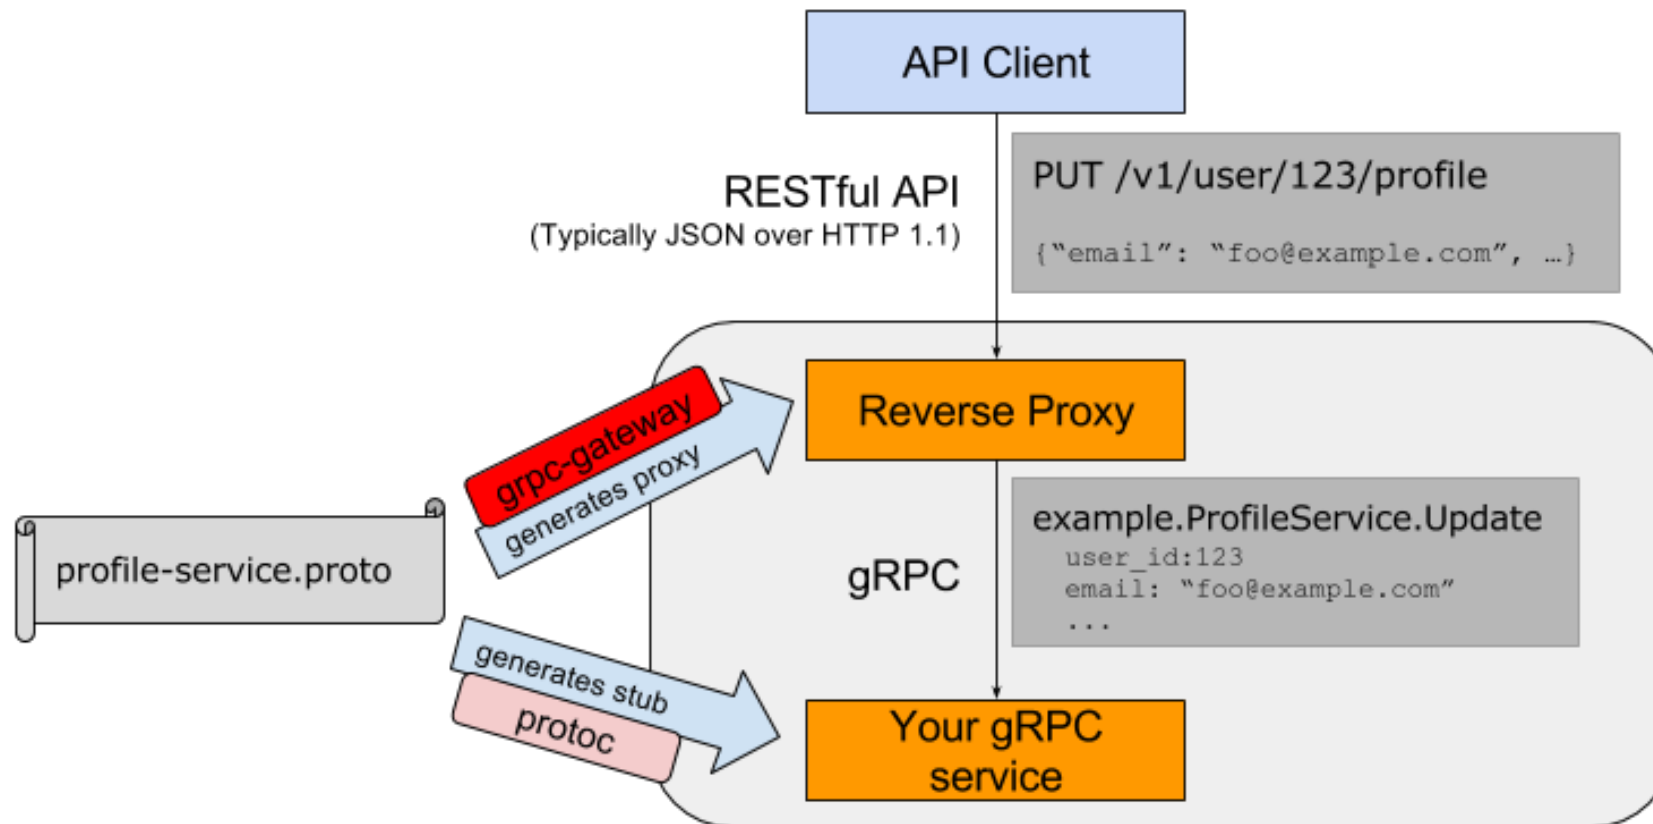 API Client
RESTful API
(Typically JSON over HTTP 1.1)
PUT /v1/user/123/profile
{“email”: “foo@example.com”, …}
grpc-gateway
generates proxy
Reverse Proxy
profile-service.proto
gRPC
example.ProfileService.Update
user_id:123
email: “foo@example.com”
...
generates stub
protoc
Your gRPC
service